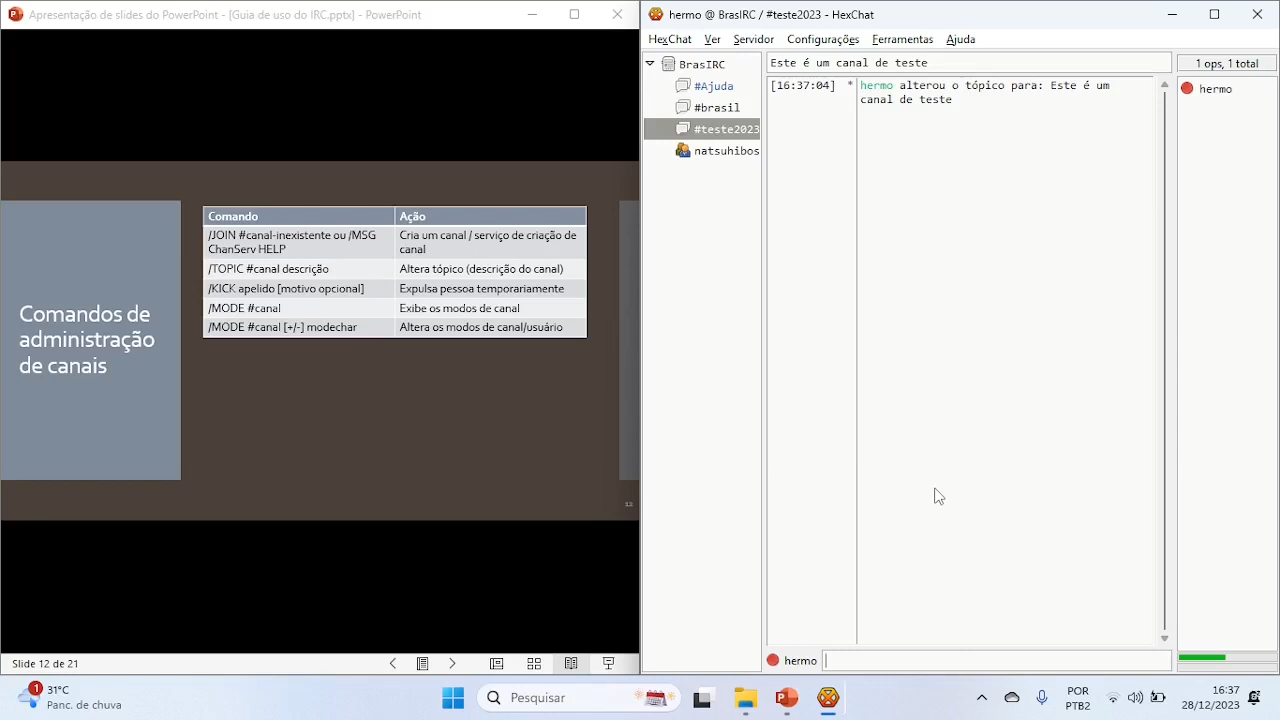 Apresentação de slides do PowerPoint - [Guia de uso do IRC.pptx] - PowerPoint
Comandos de
administração
de canais
Comando Ação
/JOIN #canal-inexistente ou /MSG
ChanServ HELP
Cria um canal / serviço de criação de
canal
/TOPIC #canal descrição Altera tópico (descrição do canal)
/KICK apelido [motivo opcional] Expulsa pessoa temporariamente
/MODE #canal Exibe os modos de canal
/MODE #canal [+/-] modechar Altera os modos de canal/usuário
Slide 12 de 21
hermo @ BrasIRC / #teste2023 - HexChat
HexChat Ver Servidor Configurações Ferramentas Ajuda
BrasIRC
#Ajuda
#brasil
#teste2023
natsuhibos
Este é um canal de teste
[16:37:04] * hermo alterou o tópico para: Este é um
canal de teste
1 ops, 1 total
hermo
hermo
1
31°C
Panc. de chuva
Pesquisar
POR
PTB2
16:37
28/12/2023